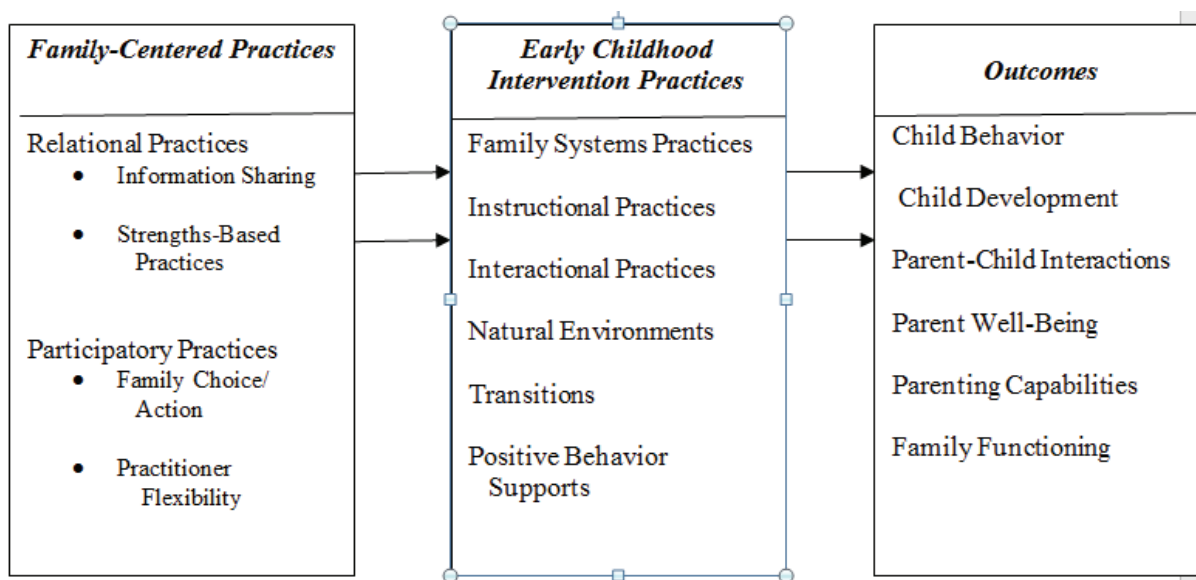 Family-Centered Practices
Relational Practices
• Information Sharing
• Strengths-Based
Practices
Participatory Practices
• Family Choice/
Action
• Practitioner
Flexibility
Early Childhood
Intervention Practices
Family Systems Practices
Instructional Practices
Interactional Practices
Natural Environments
Transitions
Positive Behavior
Supports
Outcomes
Child Behavior
Child Development
Parent-Child Interactions
Parent Well-Being
Parenting Capabilities
Family Functioning